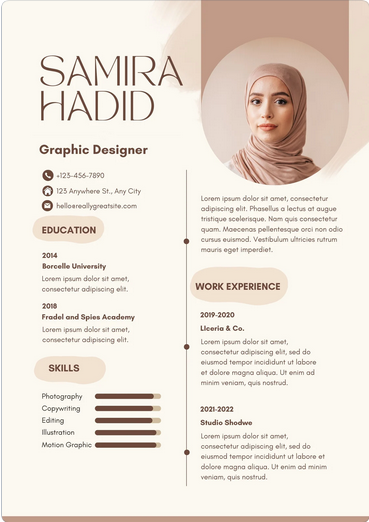 SAMIRA
HADID
Graphic Designer
+123-456-7890
123 Anywhere St., Any City
hello@reallygreatsite.com
EDUCATION
2014
Borcelle University
Lorem ipsum dolor sit amet,
consectetur adipiscing elit.
2018
Fradel and Spies Academy
Lorem ipsum dolor sit amet,
consectetur adipiscing elit.
SKILLS
Photography
Copywriting
Editing
Illustration
Motion Graphic
Lorem ipsum dolor sit amet, consectetur
adipiscing elit. Phasellus a lectus at augue
tristique scelerisque. Nam quis consectetur
quam. Maecenas pellentesque orci non odio
cursus euismod. Vestibulum ultricies rutrum
mauris eget imperdiet.
WORK EXPERIENCE
2019-2020
Liceria & Co.
Lorem ipsum dolor sit amet,
consectetur adipiscing elit, sed do
eiusmod tempor incididunt ut labore et
et dolore magna aliqua. Ut enim ad
minim veniam, quis nostrud.
2021-2022
Studio Shodwe
Lorem ipsum dolor sit amet,
consectetur adipiscing elit, sed do
eiusmod tempor incididunt ut labore et
dolore magna aliqua. Ut enim ad minim
veniam, quis nostrud.